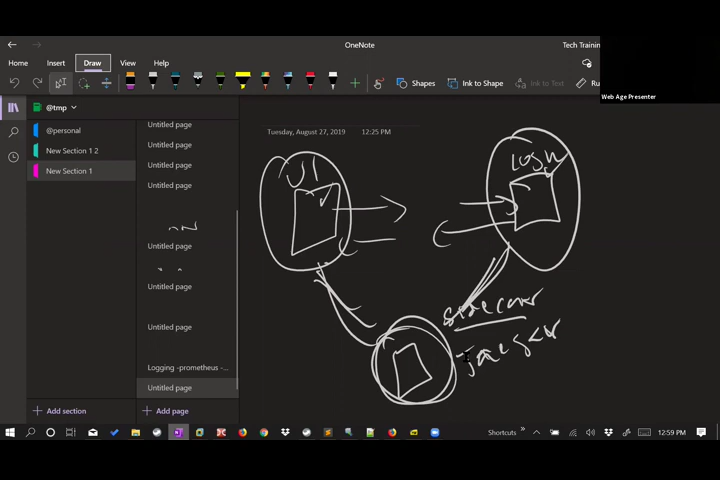 OneNote
Tech Training
Home Insert Draw View Help
Shapes Ink to Shape Ink to Text Ru
Web Age Presenter
@tmp
@personal
New Section 1 2
New Section 1
Untitled page
Untitled page
Untitled page
Untitled page
Untitled page
Untitled page
Untitled page
Logging -prometheus -...
Untitled page
Tuesday, August 27, 2019 12:25 PM
UI
sidecar
Jaeger
Add section
Add page
Shortcuts
12:59 PM